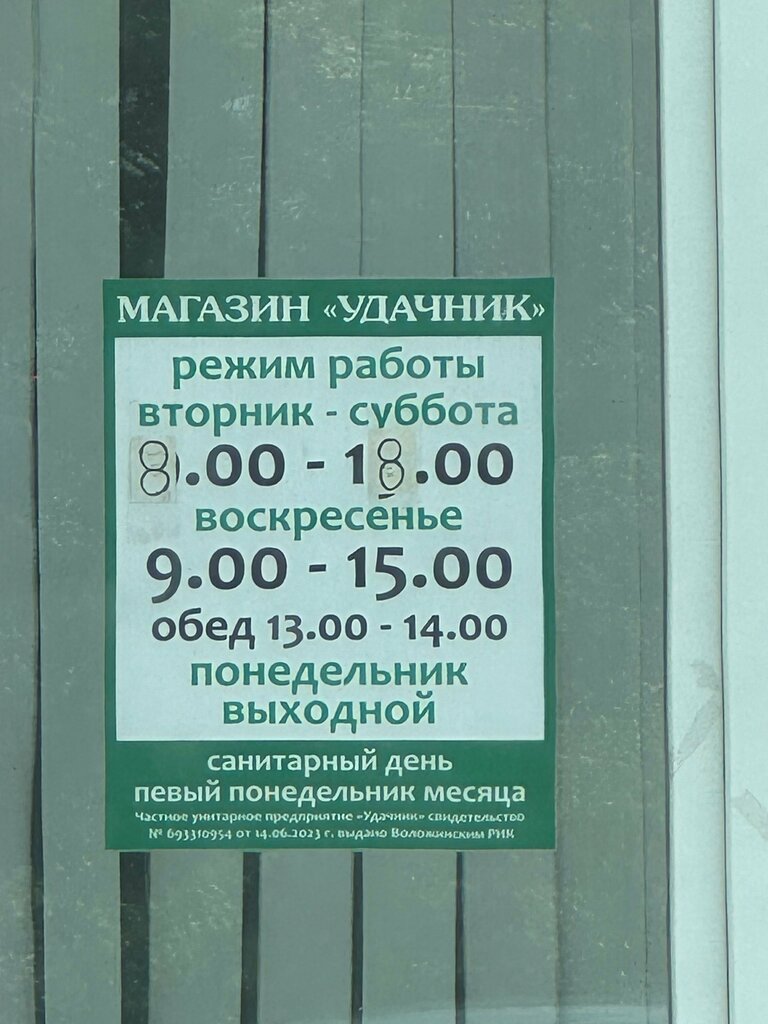 МАГАЗИН «УДАЧНИК»
режим работы
вторник - суббота
8.00 - 18.00
воскресенье
9.00 - 15.00
обед 13.00 - 14.00
понедельник
выходной
санитарный день
певый понедельник месяца
Частное унитарное предприятие «Удачник» свидетельство
№ 693310954 от 14.06.2023 г. выдано Воложинским РИК